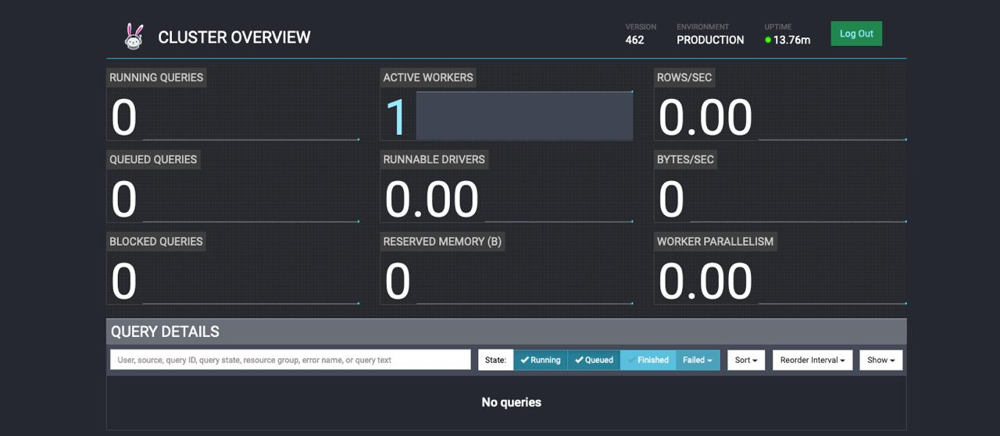 CLUSTER OVERVIEW
VERSION
462
ENVIRONMENT
PRODUCTION
UPTIME
13.76m
Log Out
RUNNING QUERIES
0
ACTIVE WORKERS
1
ROWS/SEC
0.00
QUEUED QUERIES
0
RUNNABLE DRIVERS
0.00
BYTES/SEC
0
BLOCKED QUERIES
0
RESERVED MEMORY (B)
0
WORKER PARALLELISM
0.00
QUERY DETAILS
User, source, query ID, query state, resource group, error name, or query text
State:
Running
Queued
Finished
Failed
Sort
Reorder Interval
Show
No queries